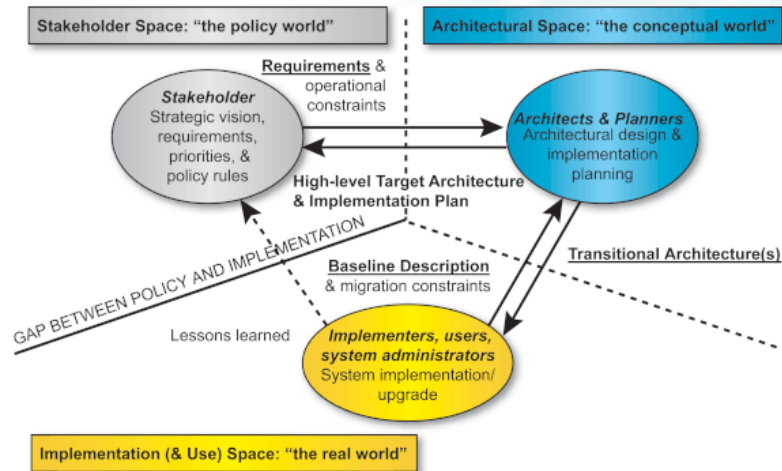 Stakeholder Space: “the policy world”
Architectural Space: “the conceptual world”
Requirements &
operational
constraints
Stakeholder
Strategic vision,
requirements,
priorities, &
policy rules
Architects & Planners
Architectural design &
implementation
planning
High-level Target Architecture
& Implementation Plan
GAP BETWEEN POLICY AND IMPLEMENTATION
Transitional Architecture(s)
Baseline Description
& migration constraints
Lessons learned
Implementers, users,
system administrators
System implementation/
upgrade
Implementation (& Use) Space: “the real world”